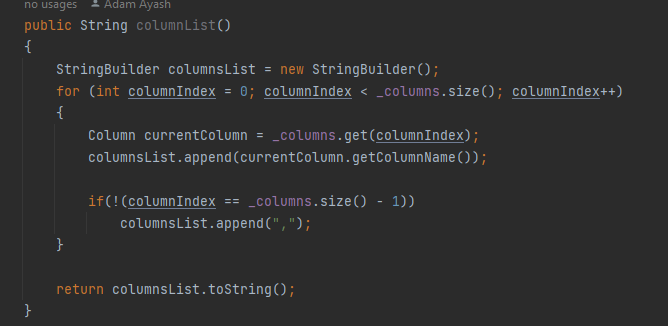 no usages Adam Ayash
public String columnList()
{
    StringBuilder columnsList = new StringBuilder();
    for (int columnIndex = 0; columnIndex < _columns.size(); columnIndex++)
    {
        Column currentColumn = _columns.get(columnIndex);
        columnsList.append(currentColumn.getColumnName());
        if(!(columnIndex == _columns.size() - 1))
            columnsList.append(",");
    }
    return columnsList.toString();
}